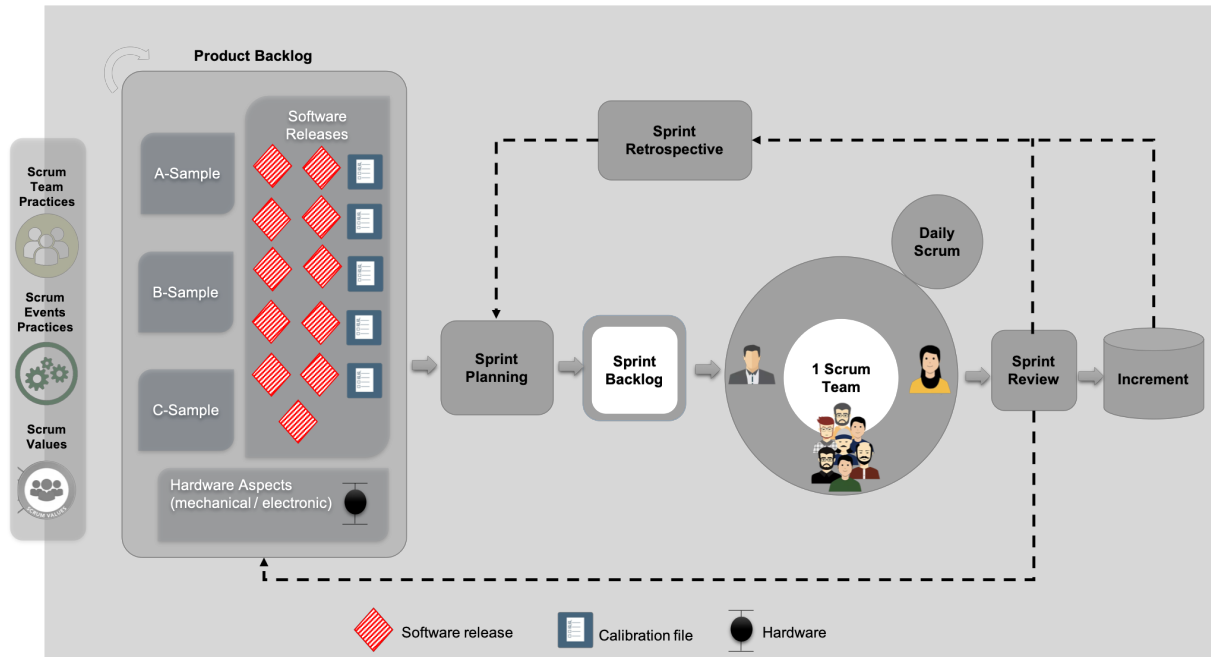 Product Backlog
Software
Releases
A-Sample
B-Sample
C-Sample
Hardware Aspects
(mechanical / electronic)
Scrum
Team
Practices
Scrum
Events
Practices
Scrum
Values
SCRUM VALUES
Sprint
Retrospective
Daily
Scrum
Sprint
Planning
Sprint
Backlog
1 Scrum
Team
Sprint
Review
Increment
Software release
Calibration file
Hardware